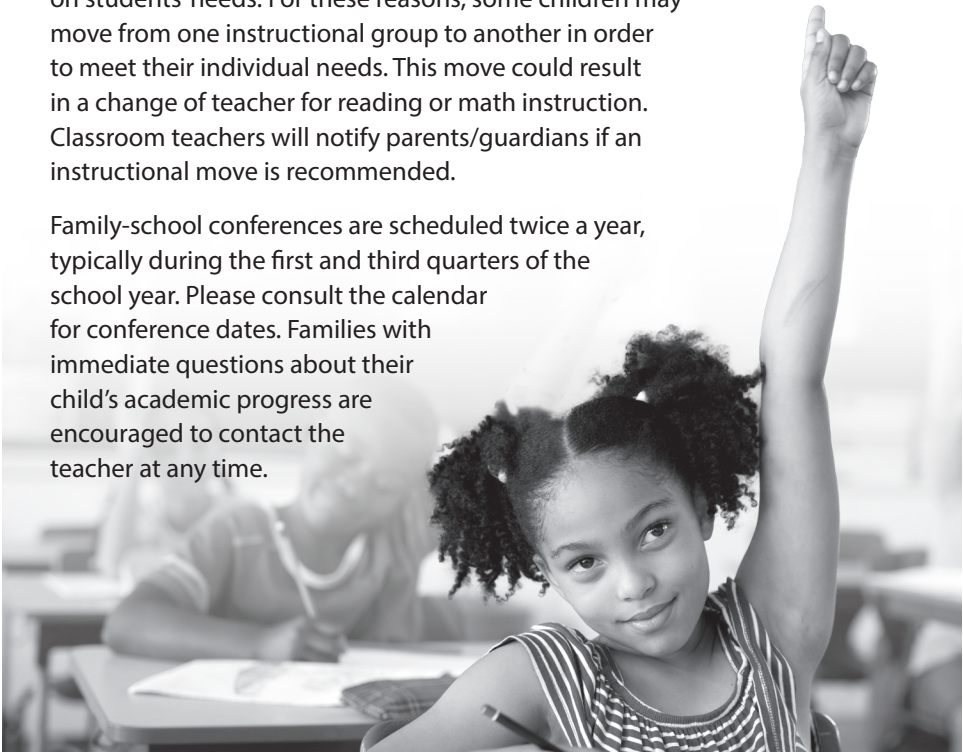 on students' needs. For these reasons, some children may
move from one instructional group to another in order
to meet their individual needs. This move could result
in a change of teacher for reading or math instruction.
Classroom teachers will notify parents/guardians if an
instructional move is recommended.
Family-school conferences are scheduled twice a year,
typically during the first and third quarters of the
school year. Please consult the calendar
for conference dates. Families with
immediate questions about their
child’s academic progress are
encouraged to contact the
teacher at any time.